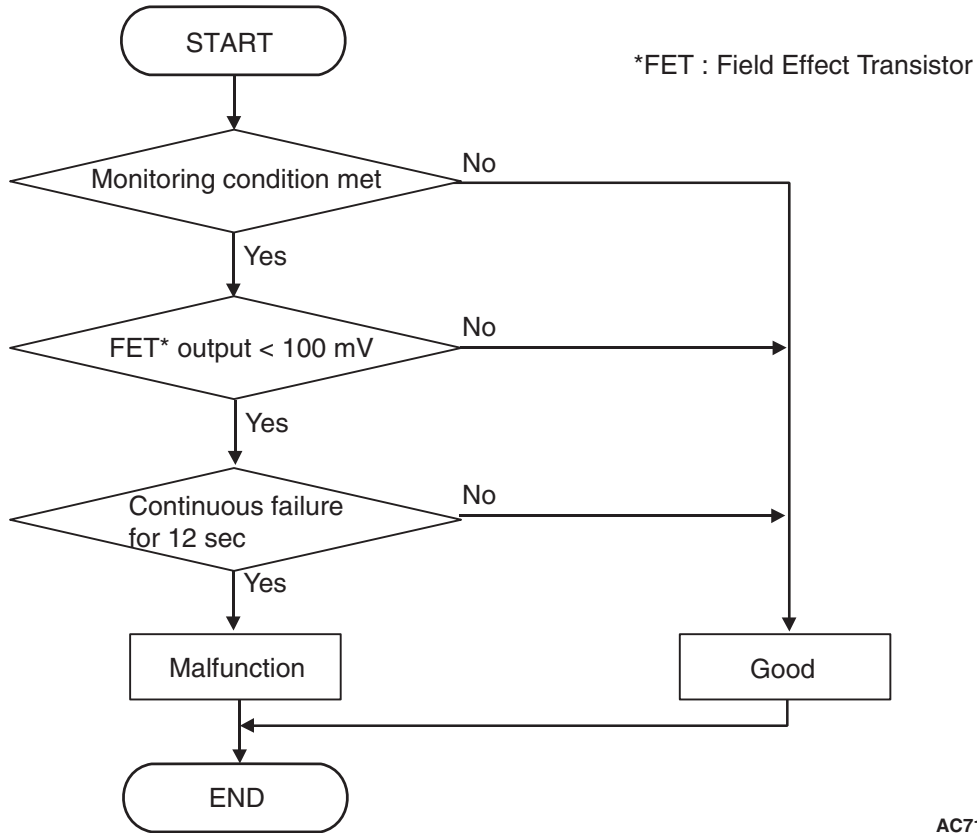 START
*FET : Field Effect Transistor
Monitoring condition met
No
Yes
FET* output < 100 mV
No
Yes
Continuous failure
for 12 sec
No
Yes
Malfunction
Good
END